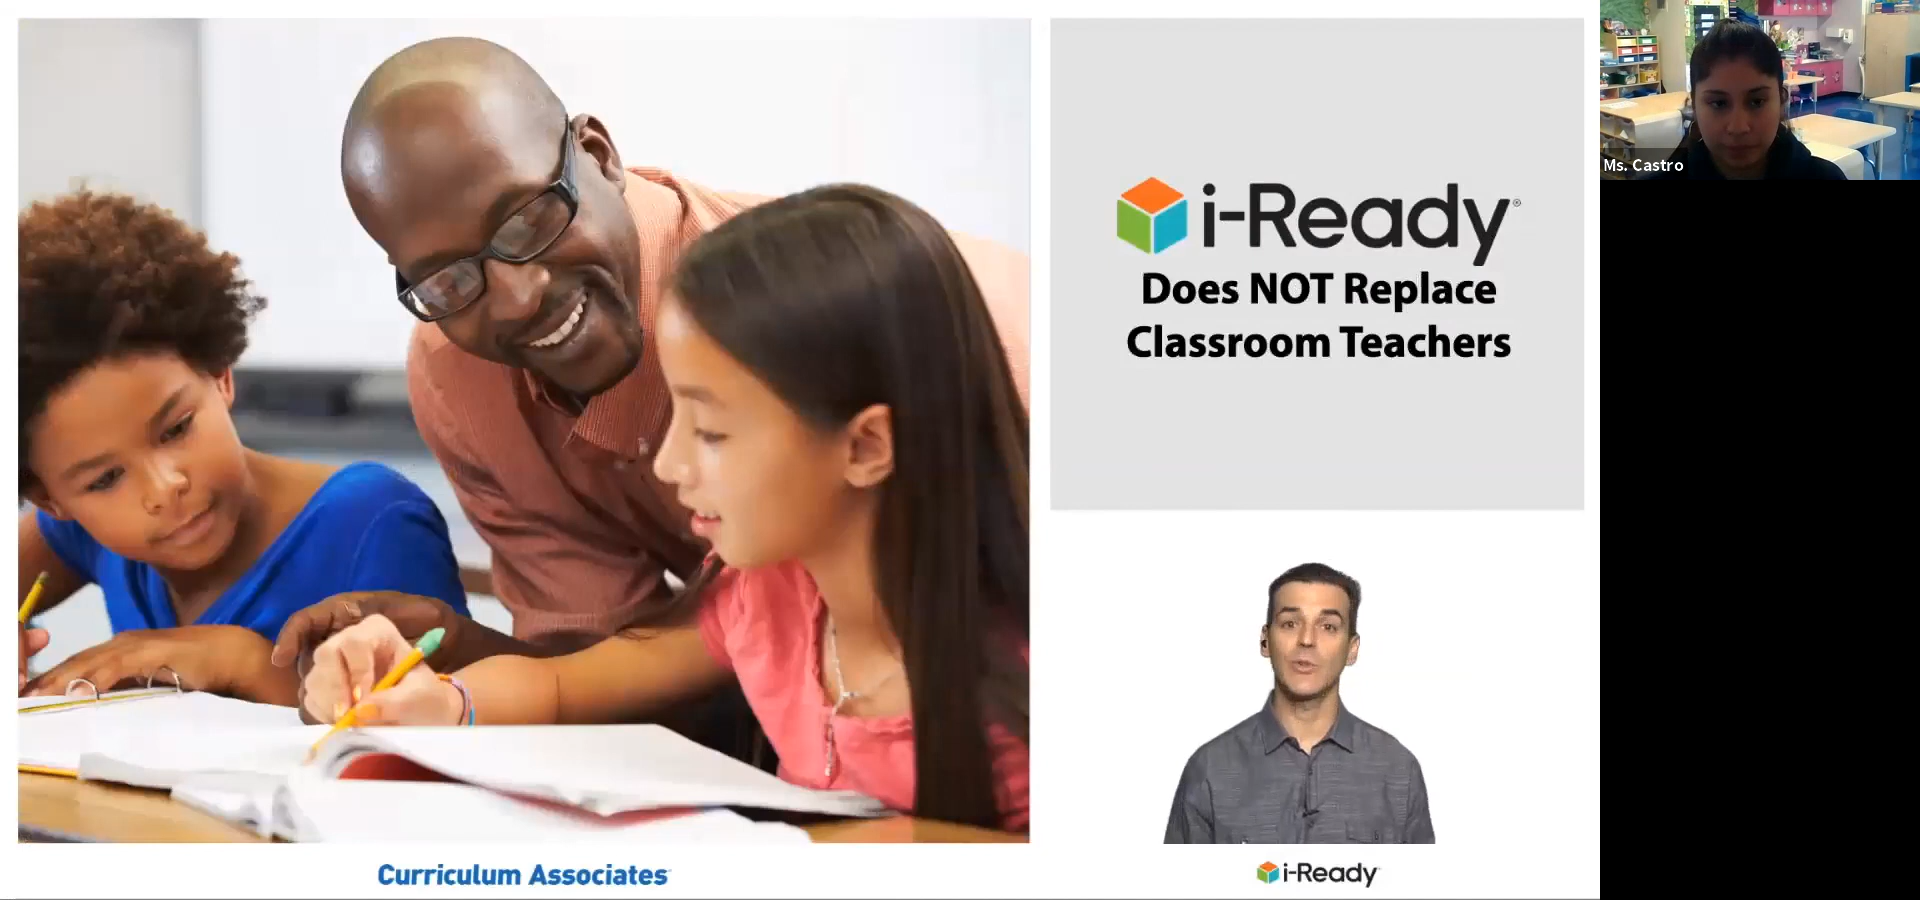 i-Ready®
Does NOT Replace
Classroom Teachers
Ms. Castro
Curriculum Associates
i-Ready